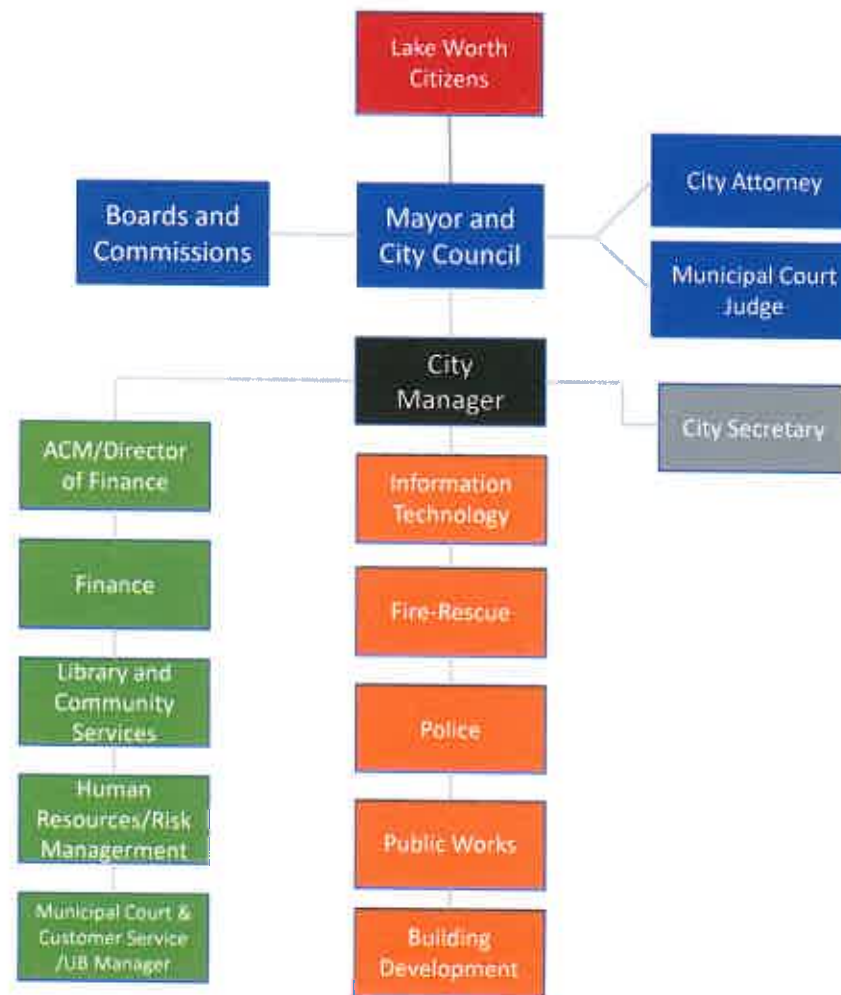 Lake Worth
Citizens
Boards and
Commissions
Mayor and
City Council
City Attorney
Municipal Court
Judge
City
Manager
City Secretary
ACM/Director
of Finance
Finance
Library and
Community
Services
Human
Resources/Risk
Managerment
Municipal Court &
Customer Service
/UB Manager
Information
Technology
Fire-Rescue
Police
Public Works
Building
Development